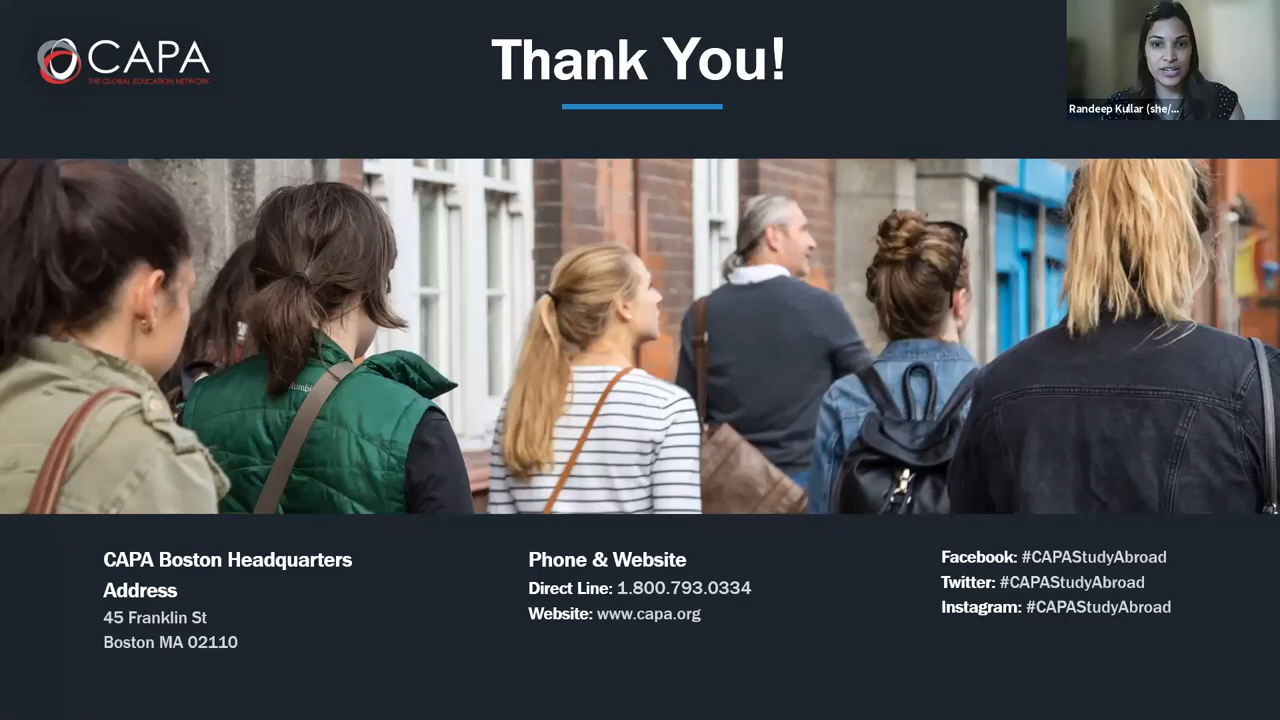 CAPA
THE GLOBAL EDUCATION NETWORK
Thank You!
Randeep Kullar (she/...
CAPA Boston Headquarters
Address
45 Franklin St
Boston MA 02110
Phone & Website
Direct Line: 1.800.793.0334
Website: www.capa.org
Facebook: #CAPAStudyAbroad
Twitter: #CAPAStudyAbroad
Instagram: #CAPAStudyAbroad